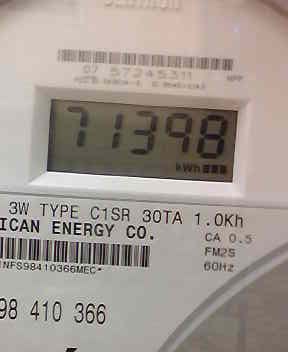 07 57245311
71398
kWh
3W TYPE C1SR 30TA 1.0Kh
ICAN ENERGY CO.
CA 0.5
FM2S
60Hz
NFS98410366MEC*
98 410 366